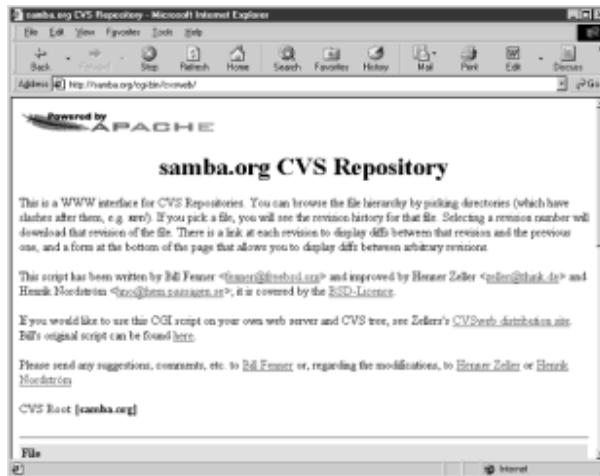 samba.org CVS Repository - Microsoft Internet Explorer
File Edit View Favorites Tools Help
Back Forward Stop Refresh Home Search Favorites History Mail Print Edit Discuss
Address http://samba.org/cgi-bin/cvsweb/ Go
Powered by
APACHE
samba.org CVS Repository
This is a WWW interface for CVS Repositories. You can browse the file hierarchy by picking directories (which have
slashes after them, e.g. src/). If you pick a file, you will see the revision history for that file. Selecting a revision number will
download that revision of the file. There is a link at each revision to display diffs between that revision and the previous
one, and a form at the bottom of the page that allows you to display diffs between arbitrary revisions.
This script has been written by Bill Fenner <fenner@freebsd.org> and improved by Henner Zeller <zeller@think.de> and
Henrik Nordström <hno@hem.passagen.se>; it is covered by the BSD-Licence.
If you would like to use this CGI script on your own web server and CVS tree, see Zeller's CVSweb distribution site.
Bill's original script can be found here.
Please send any suggestions, comments, etc. to Bill Fenner or, regarding the modifications, to Henner Zeller or Henrik
Nordström
CVS Root [samba.org]
File
Internet